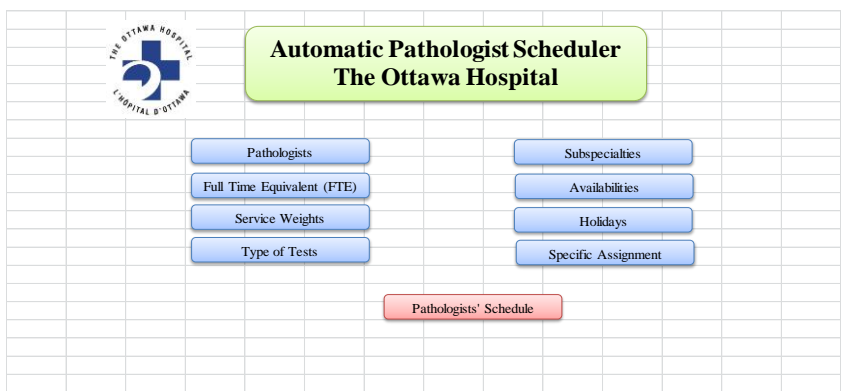 THE OTTAWA HOSPITAL
L'HÔPITAL D'OTTAWA
Automatic Pathologist Scheduler
The Ottawa Hospital
Pathologists
Subspecialties
Full Time Equivalent (FTE)
Availabilities
Service Weights
Holidays
Type of Tests
Specific Assignment
Pathologists' Schedule